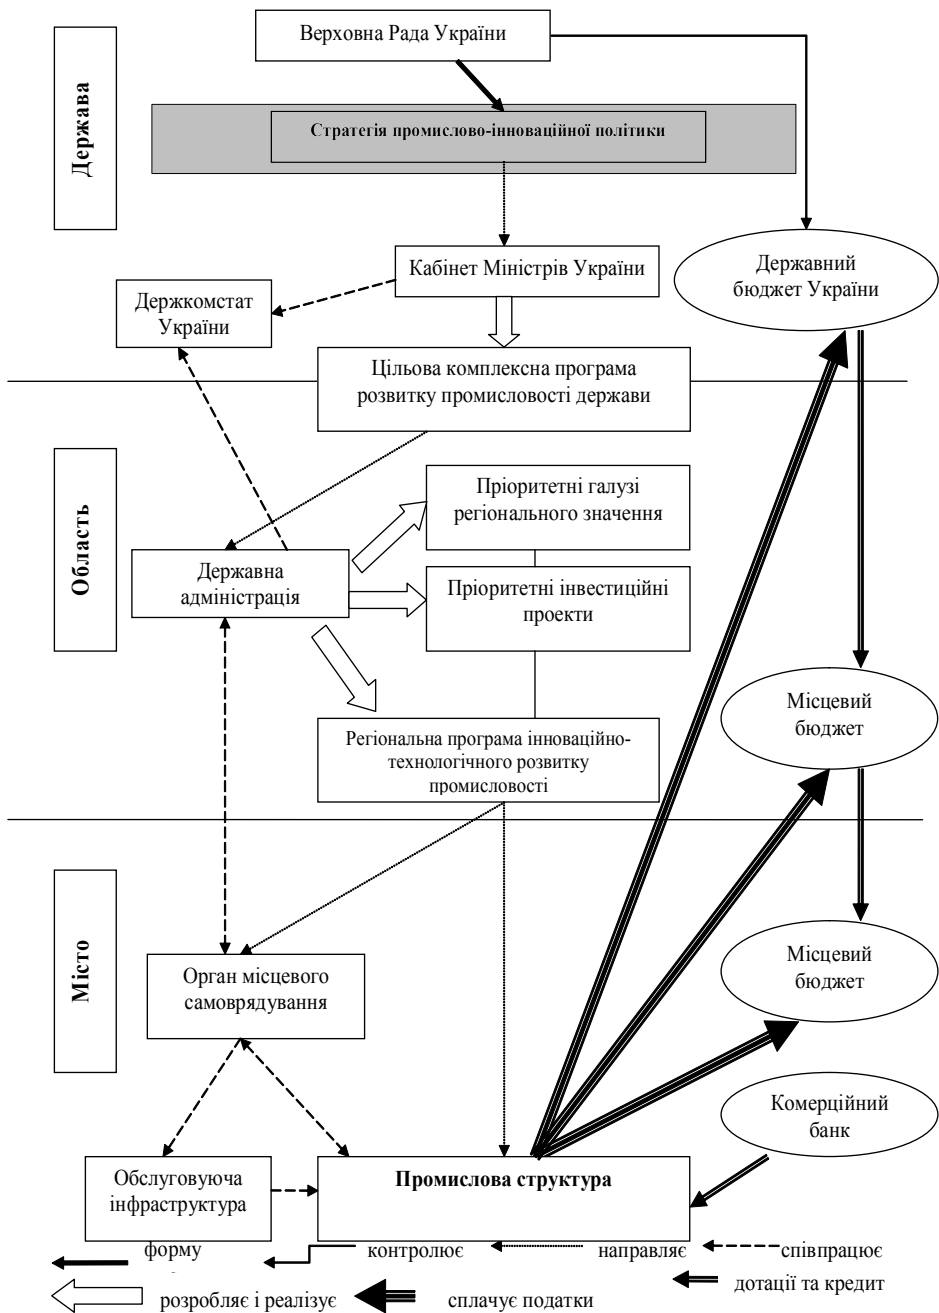 Держава
Верховна Рада України
Стратегія промислово-інноваційної політики
Кабінет Міністрів України
Державний
бюджет України
Держкомстат
України
Цільова комплексна програма
розвитку промисловості держави
Область
Пріоритетні галузі
регіонального значення
Державна
адміністрація
Пріоритетні інвестиційні
проекти
Місцевий
бюджет
Регіональна програма інноваційно-
технологічного розвитку
промисловості
Місто
Орган місцевого
самоврядування
Місцевий
бюджет
Комерційний
банк
Обслуговуюча
інфраструктура
Промислова структура
форму
контролює
направляє
співпрацює
розробляє і реалізує
сплачує податки
дотації та кредит